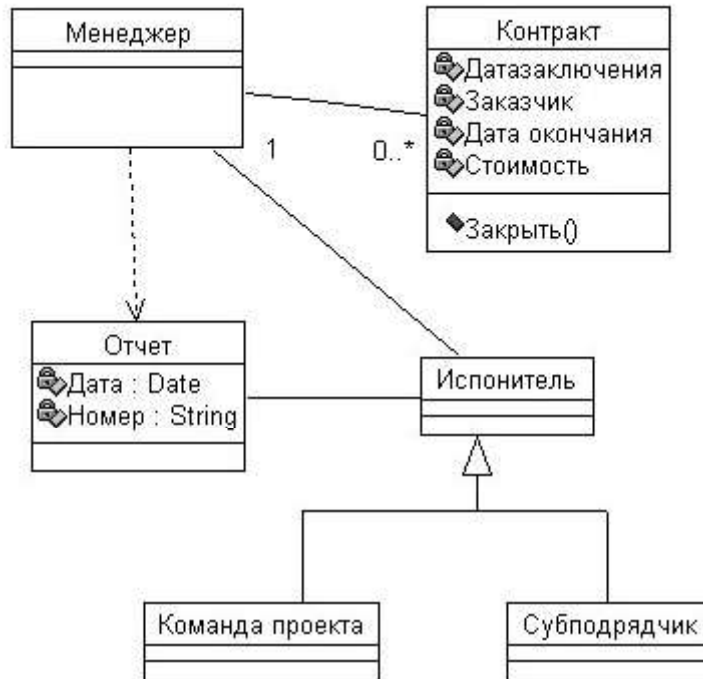 Менеджер
Контракт
Датазаключения
Заказчик
Дата окончания
Стоимость
Закрыть()
1
0..*
Отчет
Дата : Date
Номер : String
Испонитель
Команда проекта
Субподрядчик